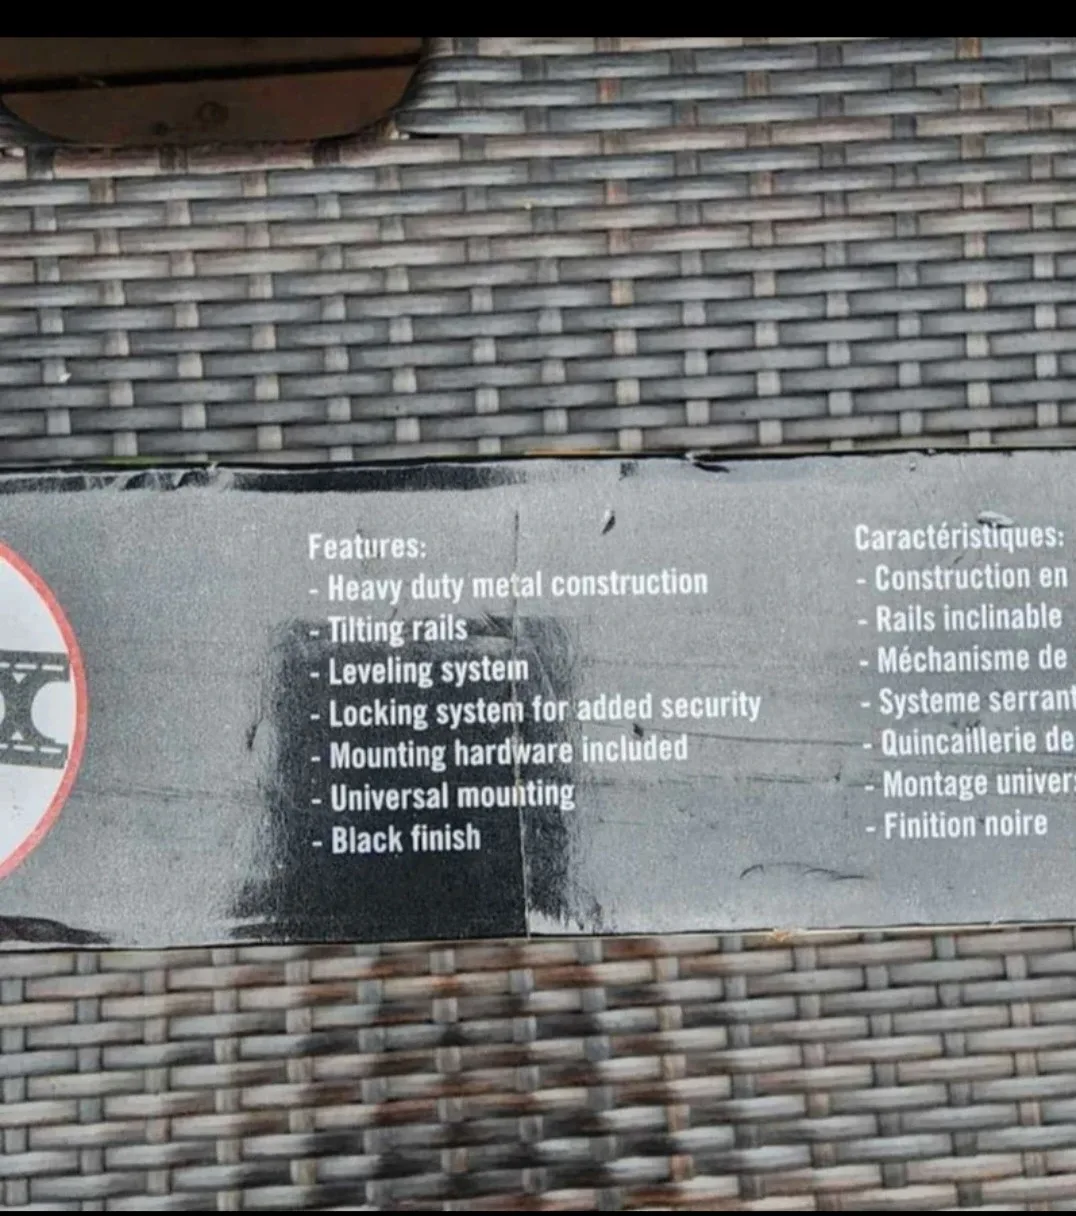 Features:
- Heavy duty metal construction
- Tilting rails
- Leveling system
- Locking system for added security
- Mounting hardware included
- Universal mounting
- Black finish
Caractéristiques:
- Construction en
- Rails inclinable
- Méchanisme de
- Systeme serrant
- Quincaillerie de
- Montage univers
- Finition noire